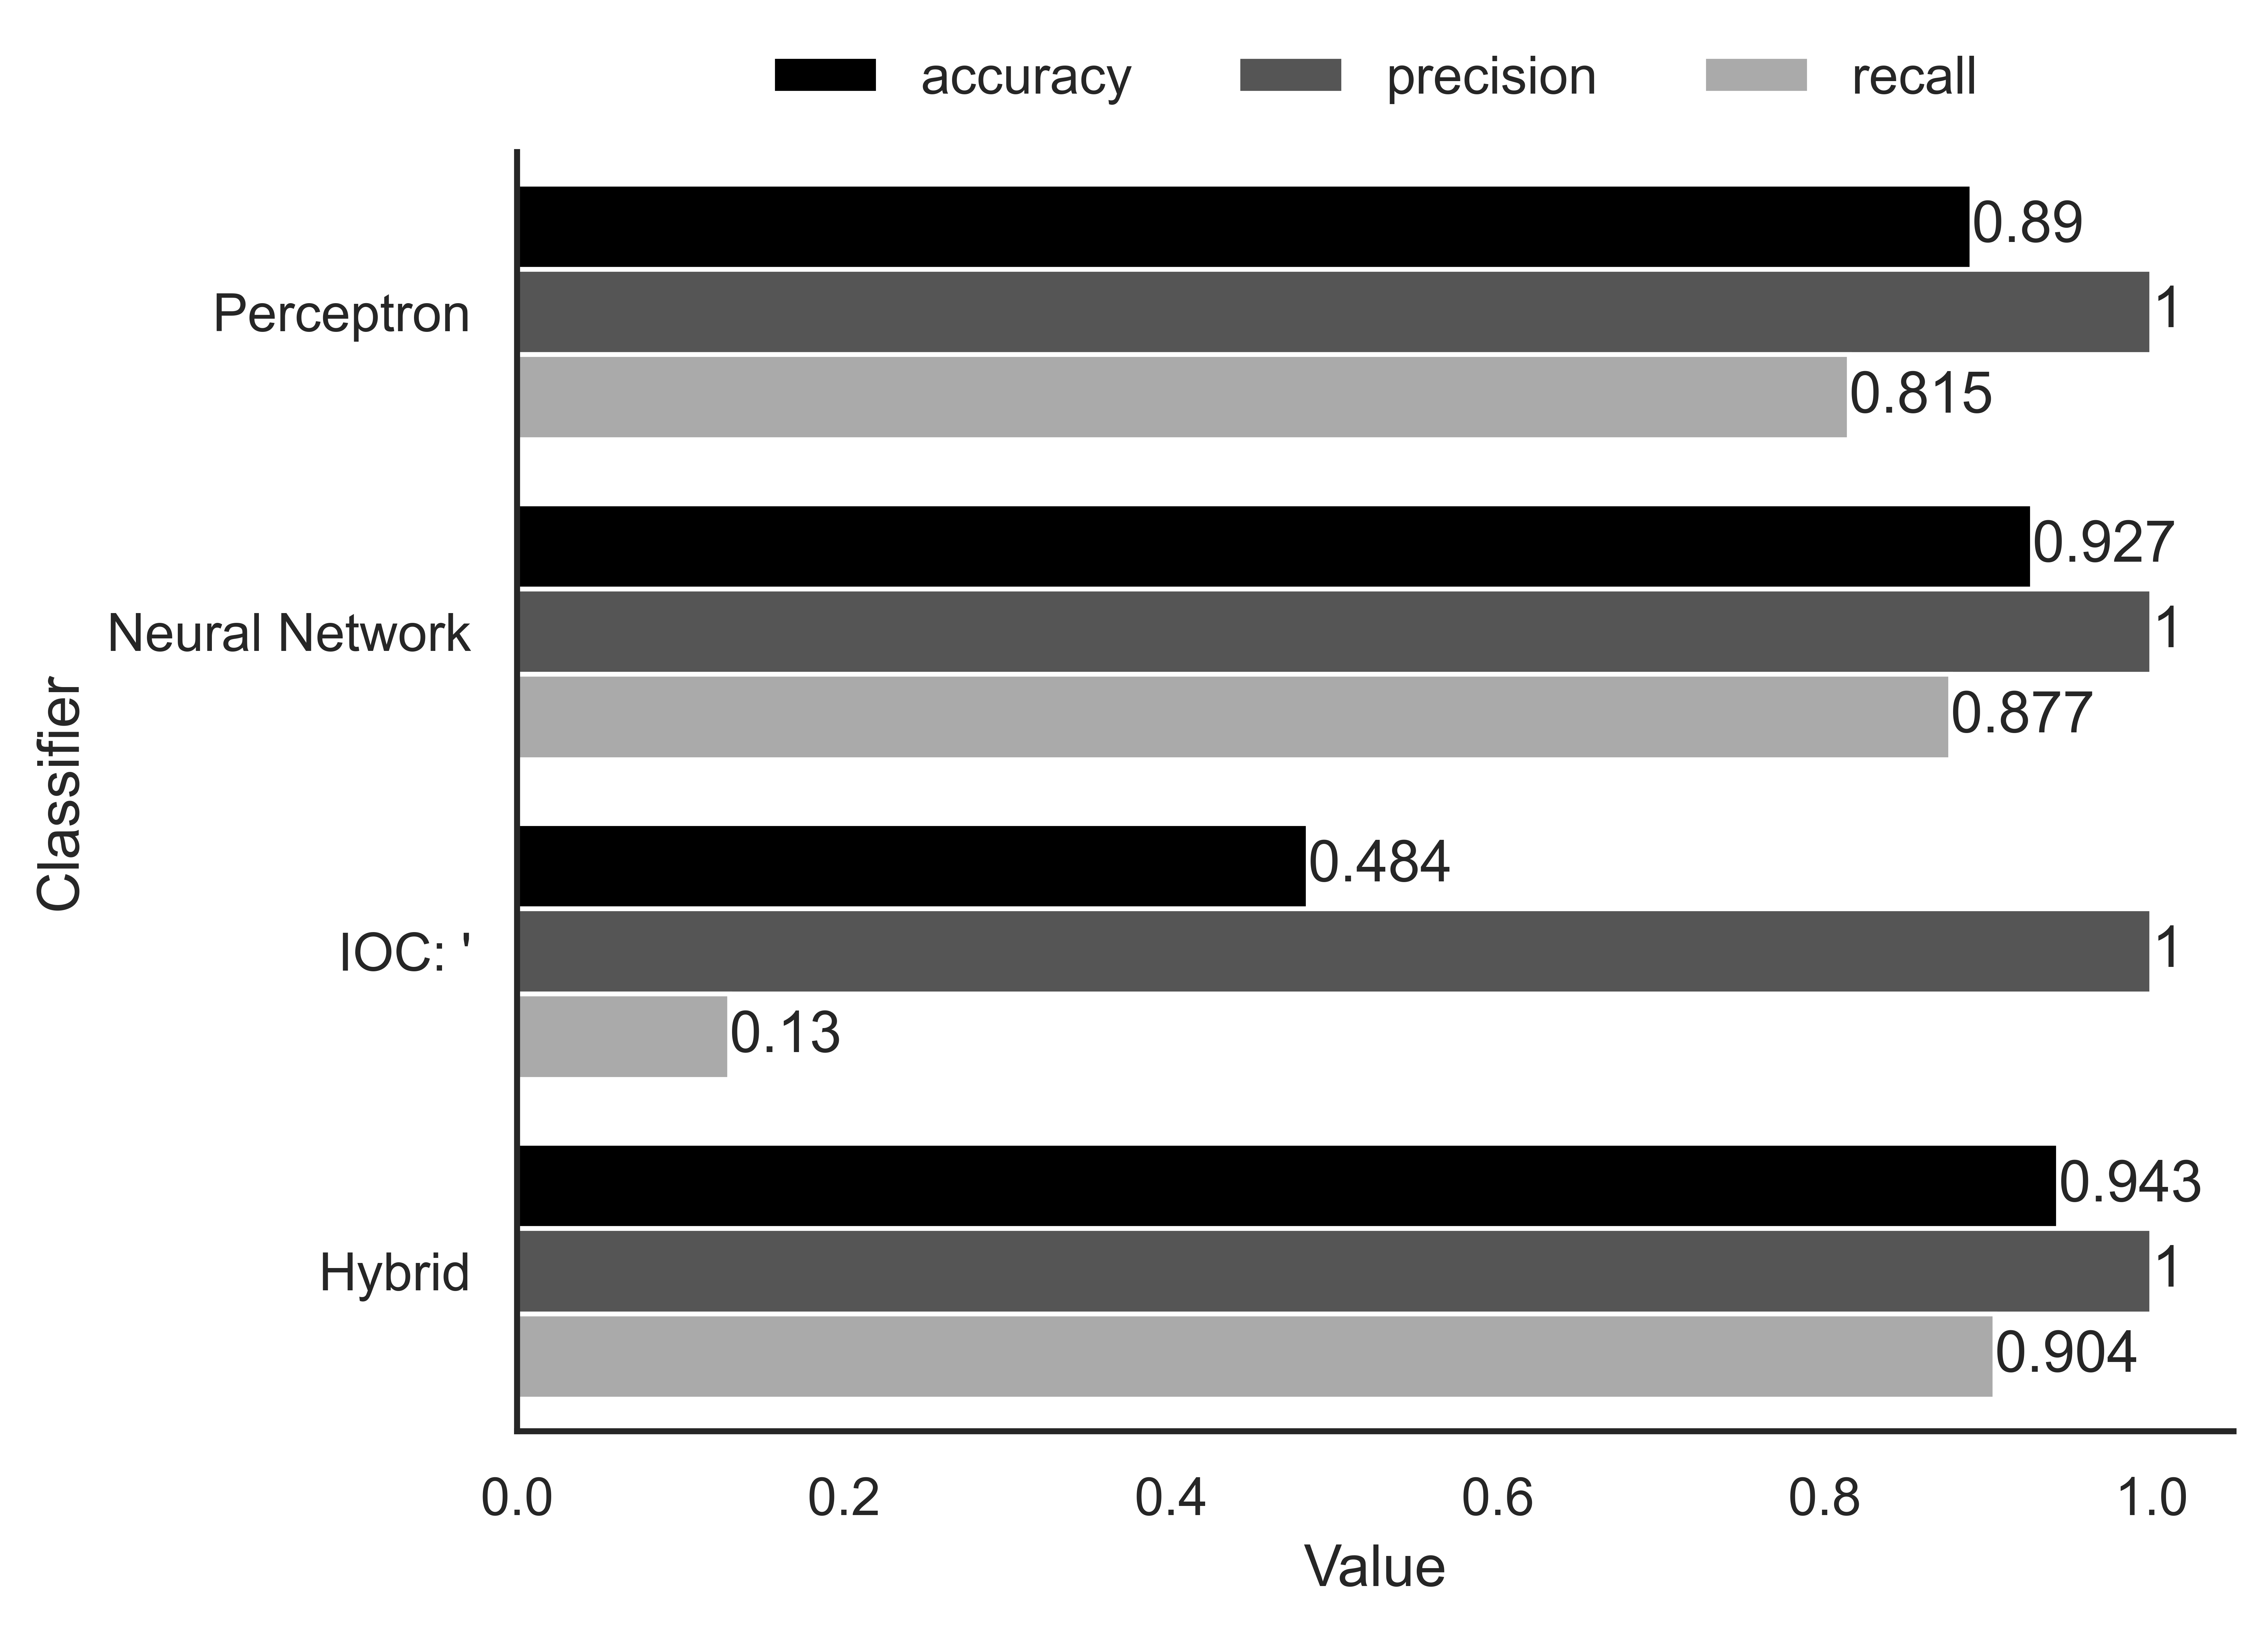 accuracy precision recall
0.89
Perceptron 1
0.815
0.927
Neural Network 1
0.877
Classifier
0.484
IOC: ' 1
0.13
0.943
Hybrid 1
0.904
0.0 0.2 0.4 0.6 0.8 1.0
Value